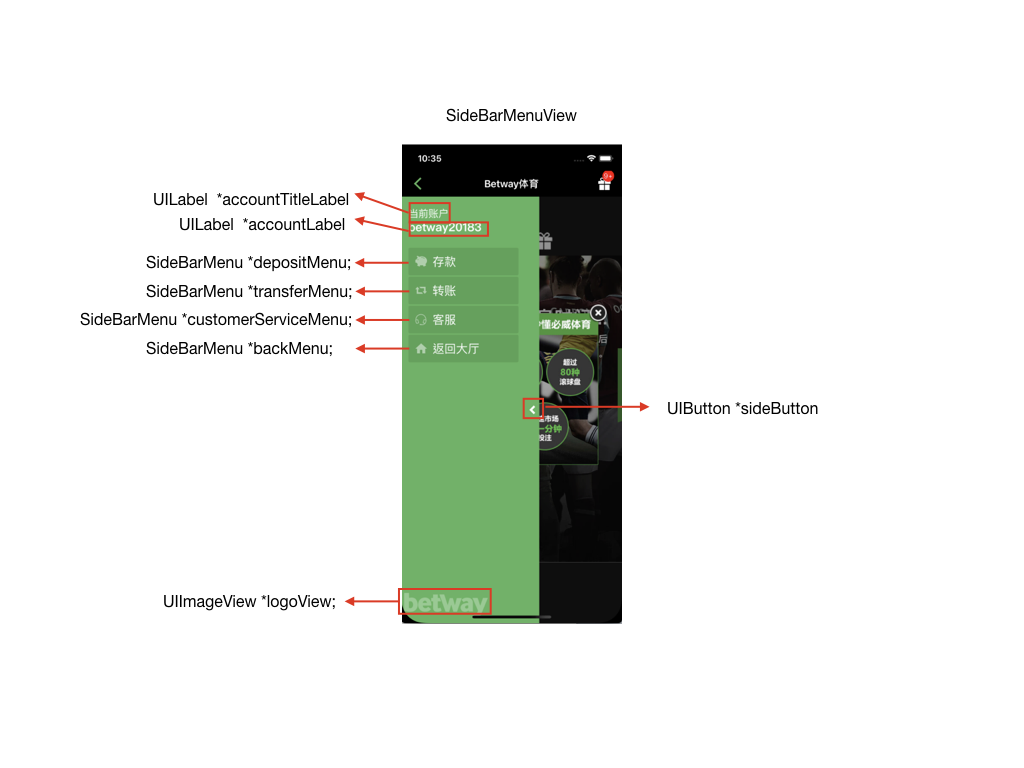 SideBarMenuView
10:35
Betway体育
9+
UILabel *accountTitleLabel
当前账户
UILabel *accountLabel
betway20183
SideBarMenu *depositMenu;
存款
SideBarMenu *transferMenu;
转账
SideBarMenu *customerServiceMenu;
客服
懂必威体育
后
SideBarMenu *backMenu;
返回大厅
超过
80种
滚球盘
UIButton *sideButton
市场
一分钟
投注
UIImageView *logoView;
betway